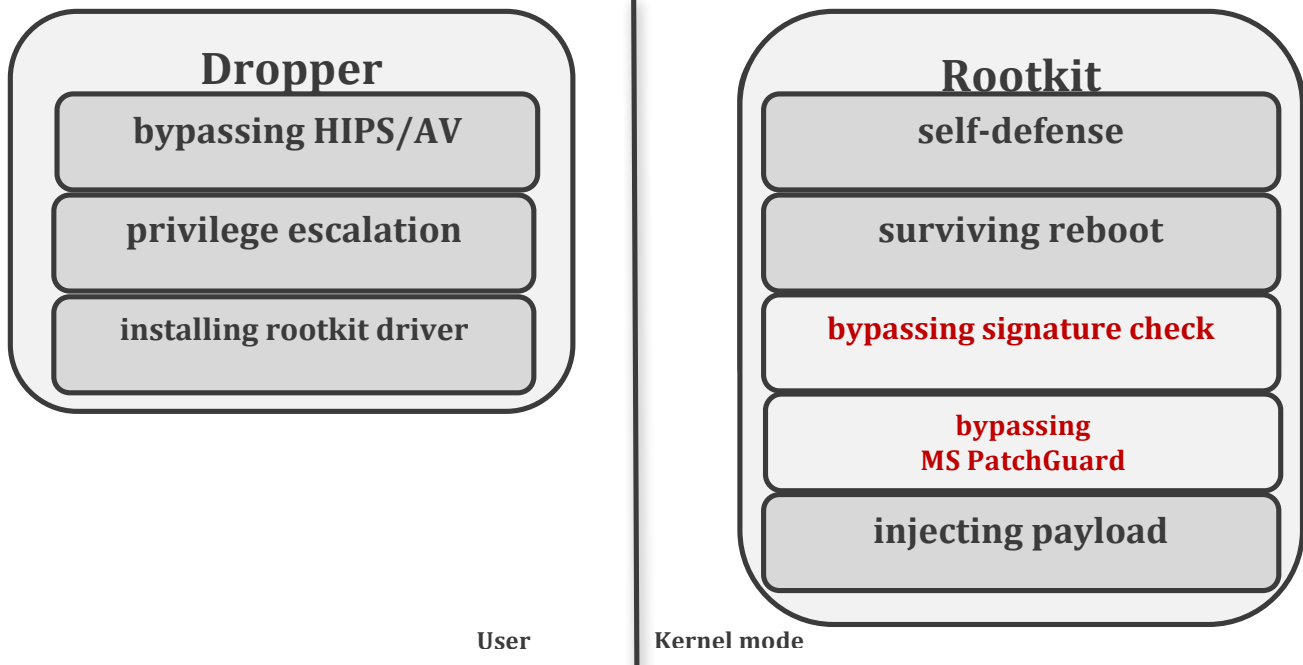 Dropper
bypassing HIPS/AV
privilege escalation
installing rootkit driver
Rootkit
self-defense
surviving reboot
bypassing signature check
bypassing
MS PatchGuard
injecting payload
User
Kernel mode